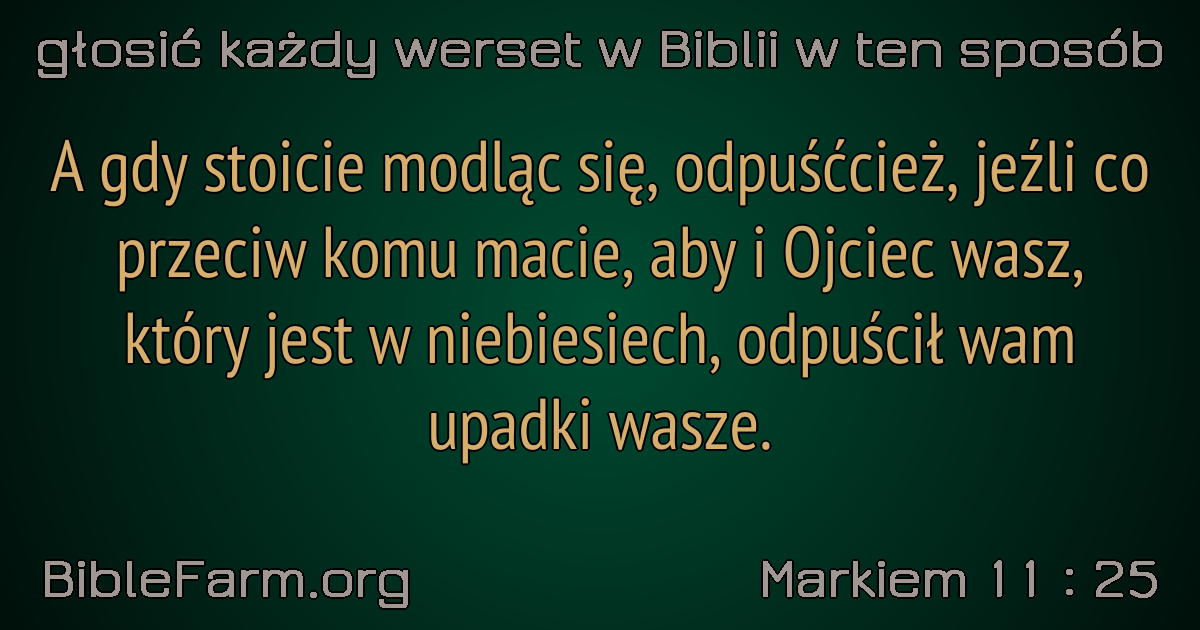 głosić każdy werset w Biblii w ten sposób
A gdy stoicie modląc się, odpuśćcież, jeźli co
przeciw komu macie, aby i Ojciec wasz,
który jest w niebiesiech, odpuścił wam
upadki wasze.
BibleFarm.org
Markiem 11 : 25